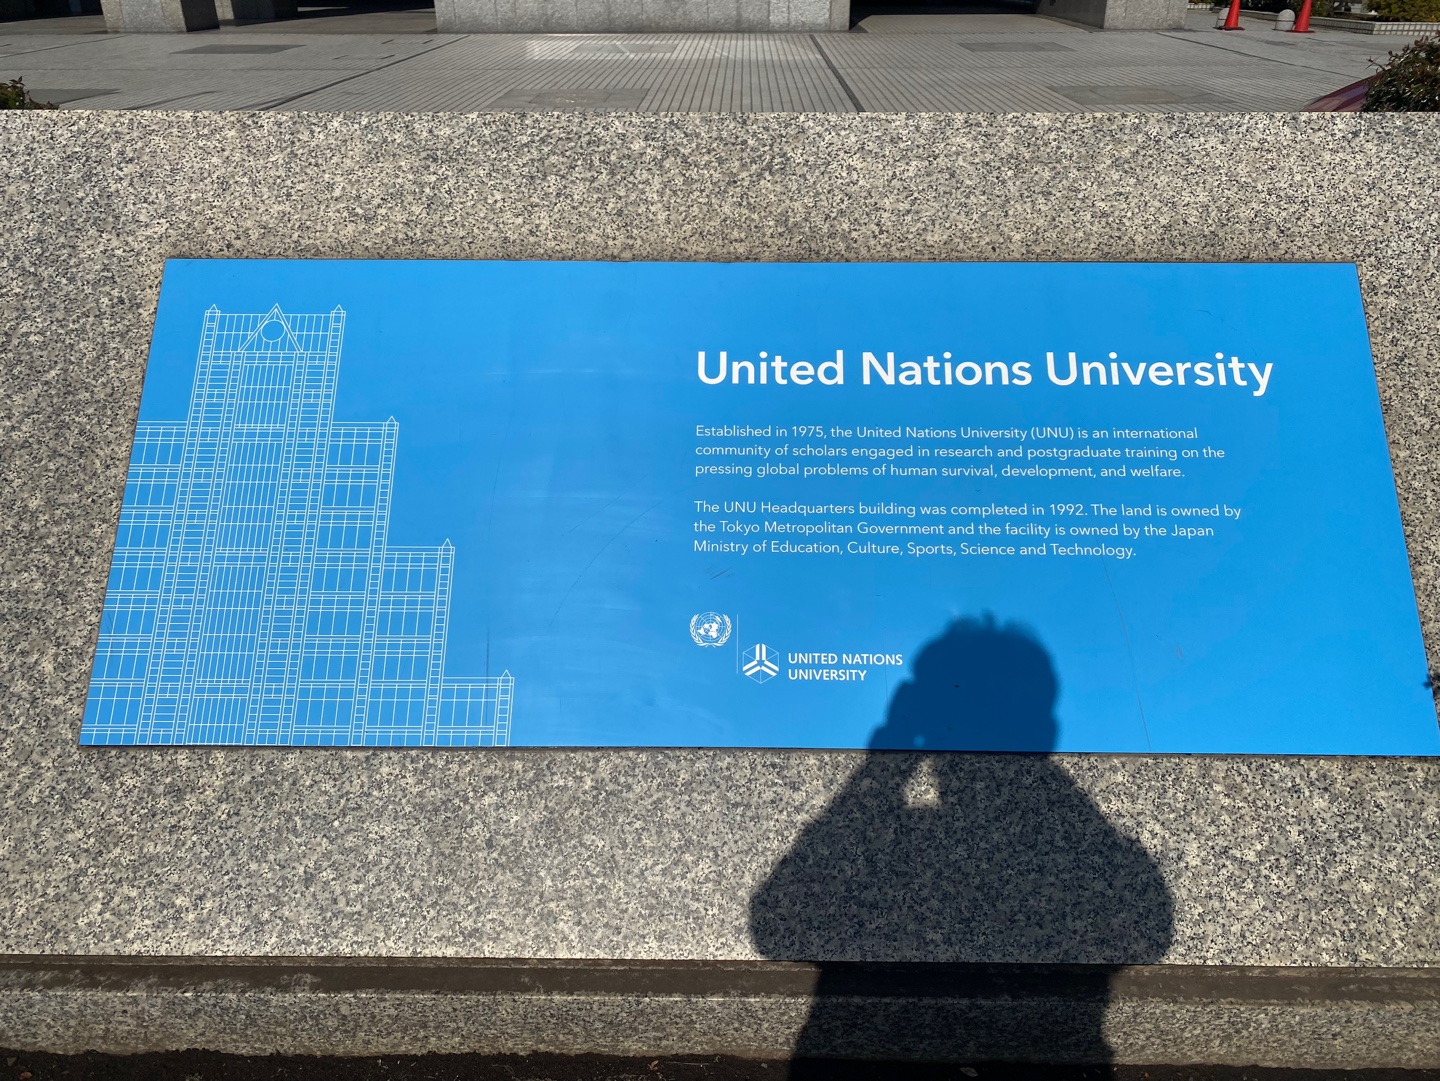 United Nations University
Established in 1975, the United Nations University (UNU) is an international
community of scholars engaged in research and postgraduate training on the
pressing global problems of human survival, development, and welfare.
The UNU Headquarters building was completed in 1992. The land is owned by
the Tokyo Metropolitan Government and the facility is owned by the Japan
Ministry of Education, Culture, Sports, Science and Technology.
UNITED NATIONS
UNIVERSITY